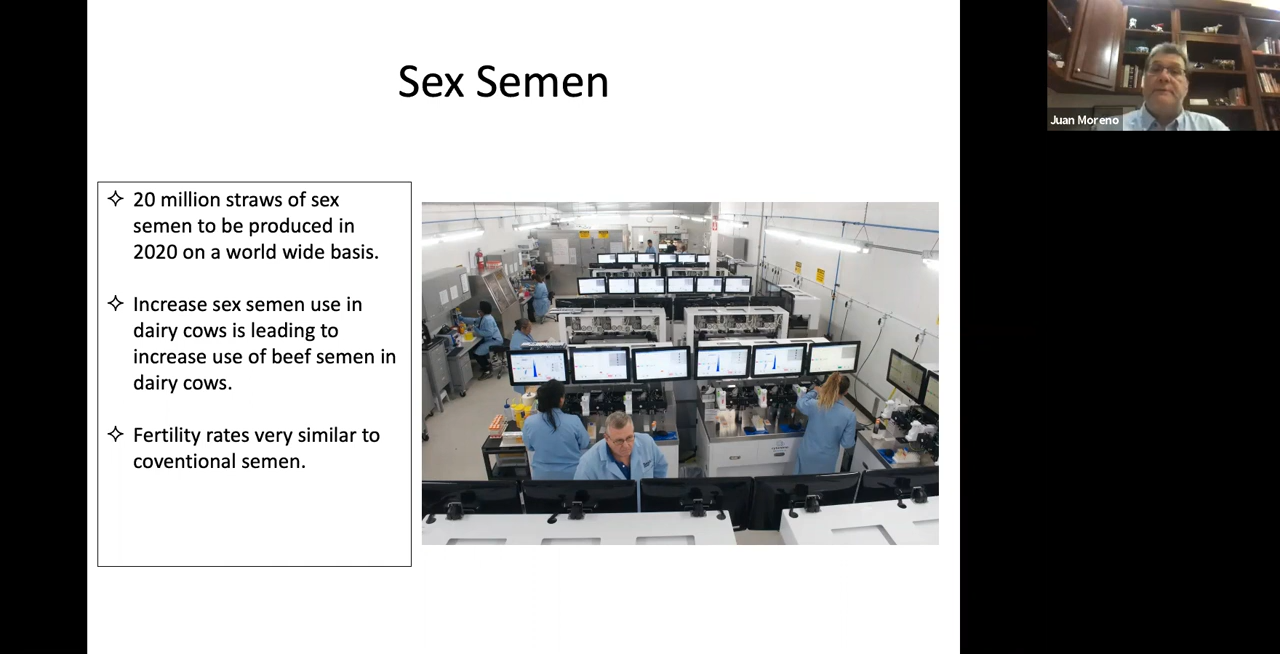 Sex Semen
20 million straws of sex
semen to be produced in
2020 on a world wide basis.
Increase sex semen use in
dairy cows is leading to
increase use of beef semen in
dairy cows.
Fertility rates very similar to
coventional semen.
Juan Moreno